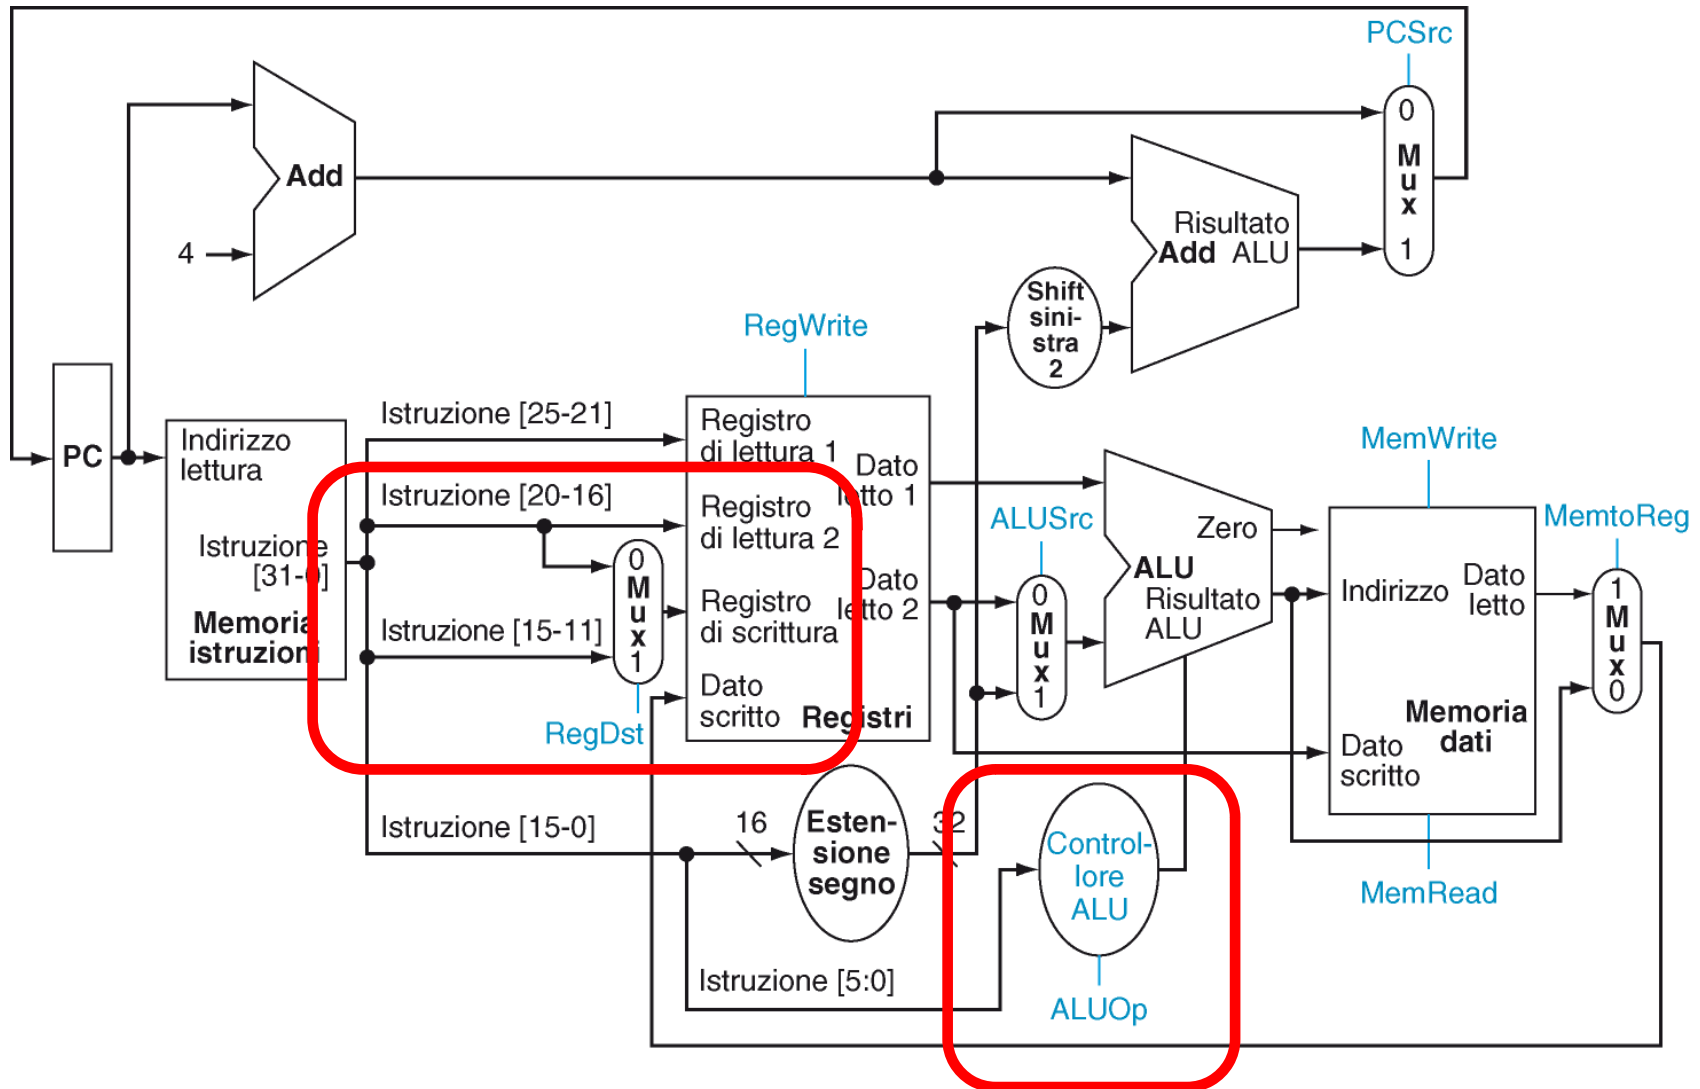 PCSrc
0
Mux
1
Add
4
Risultato
Add ALU
Shift
sini-
stra
2
RegWrite
PC
Indirizzo
lettura
Istruzione
[31-0]
Memoria
istruzioni
Istruzione [25-21]
Istruzione [20-16]
Istruzione [15-11]
0
Mux
1
RegDst
Registro
di lettura 1
Registro
di lettura 2
Registro
di scrittura
Dato
scritto
Registri
Dato
letto 1
Dato
letto 2
ALUSrc
0
Mux
1
Zero
ALU
Risultato
ALU
MemWrite
Indirizzo
Dato
letto
Dato
scritto
Memoria
dati
MemRead
MemtoReg
1
Mux
0
Istruzione [15-0]
16
Esten-
sione
segno
32
Control-
lore
ALU
Istruzione [5:0]
ALUOp